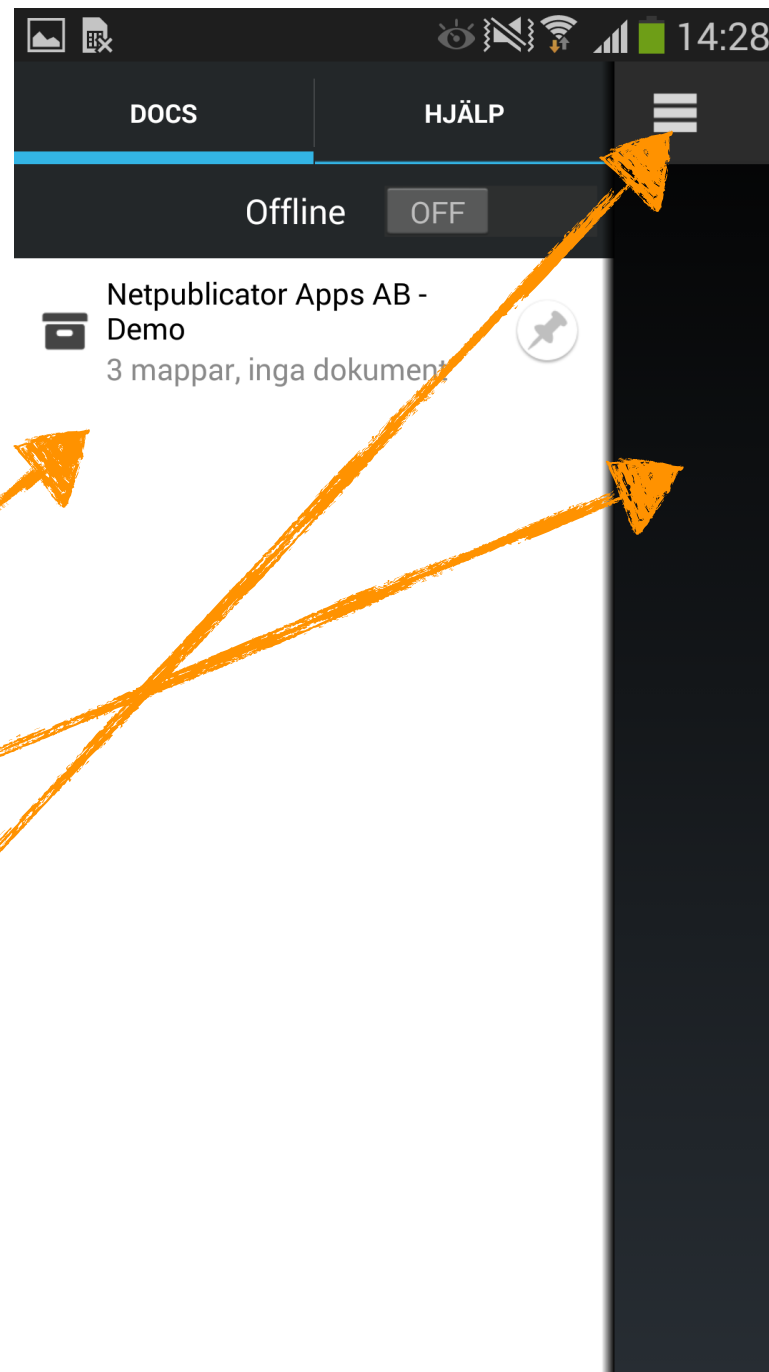 14:28
DOCS HJÄLP
Offline OFF
Netpublicator Apps AB -
Demo
3 mappar, inga dokument